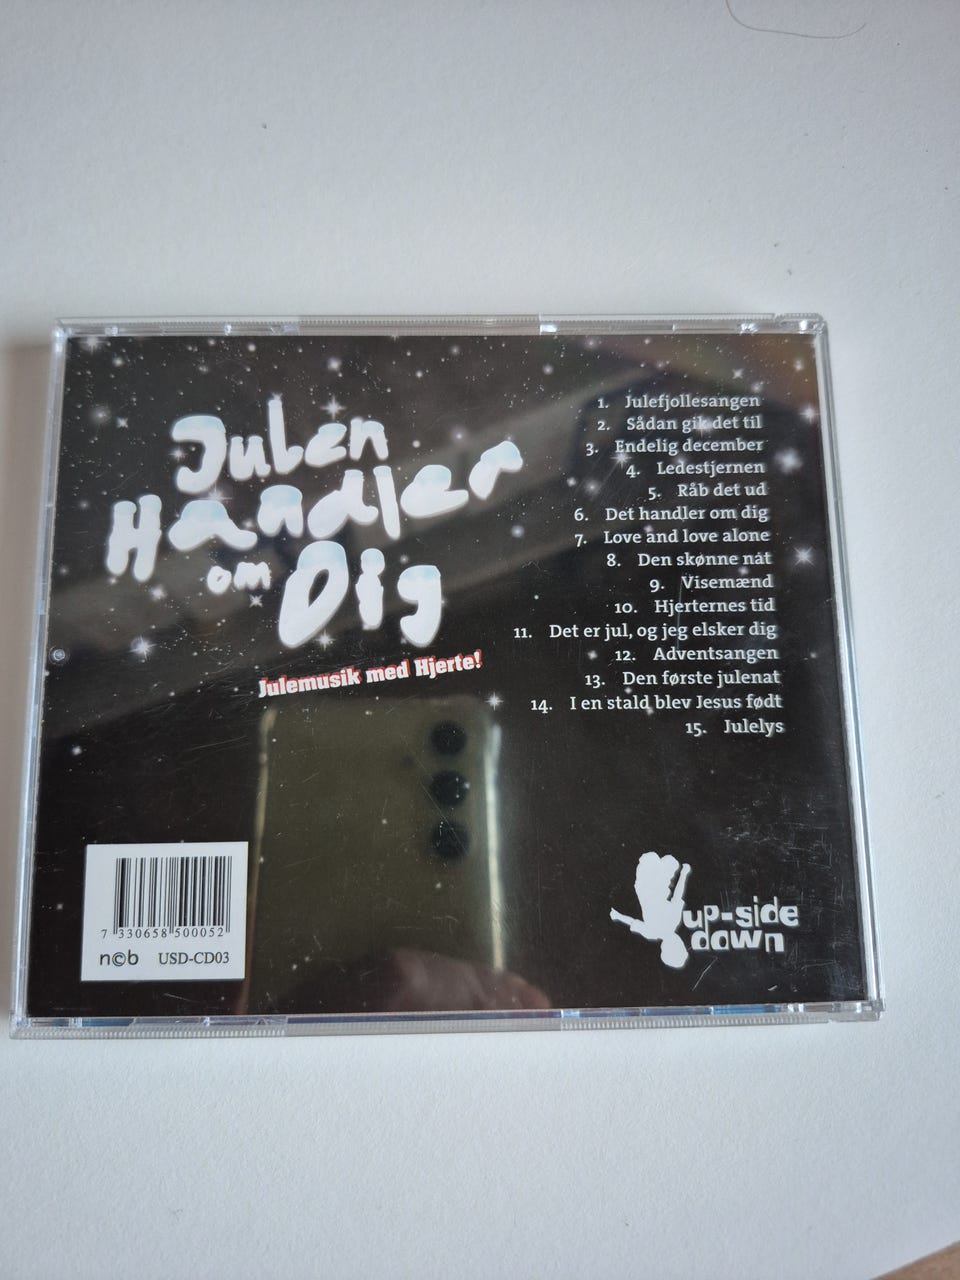 Julen
Handler
om Dig
Julemusik med Hjerte!
1. Julefjollesangen
2. Sådan gik det til
3. Endelig december
4. Ledestjernen
5. Råb det ud
6. Det handler om dig
7. Love and love alone
8. Den skønne nat
9. Visemænd
10. Hjerternes tid
11. Det er jul, og jeg elsker dig
12. Adventsangen
13. Den første julenat
14. I en stald blev Jesus født
15. Julelys
7 330658 500052
n©b USD-CD03
up-side
down